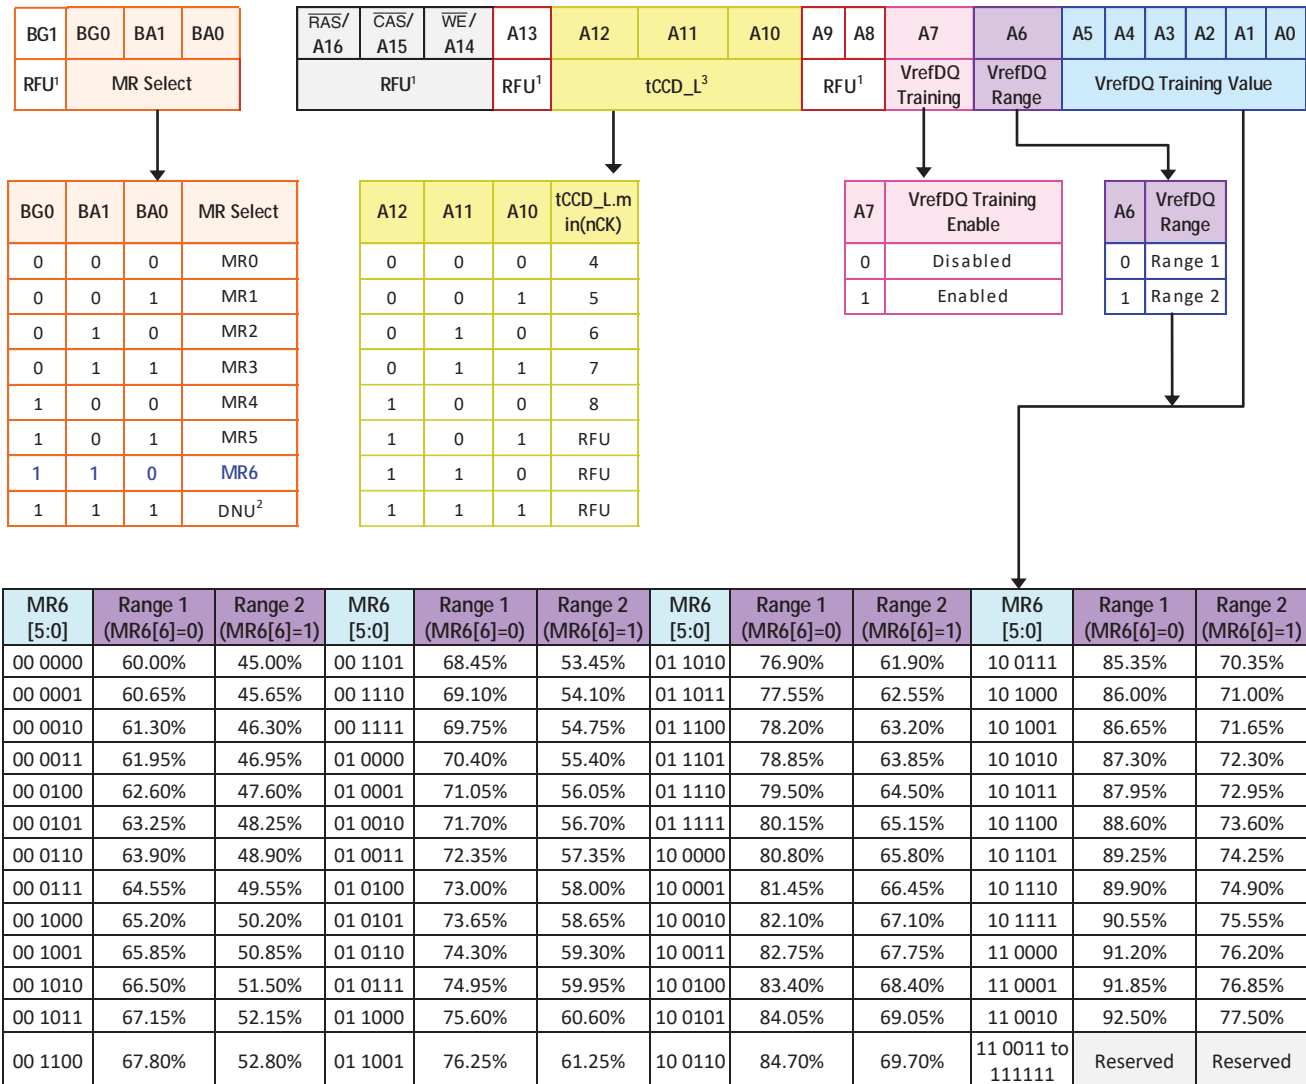 BG1 BG0 BA1 BA0
RFU¹ MR Select
RAS/ A16 CAS/ A15 WE/ A14 A13 A12 A11 A10 A9 A8 A7 A6 A5 A4 A3 A2 A1 A0
RFU¹ RFU¹ tCCD_L³ RFU¹ VrefDQ Training VrefDQ Range VrefDQ Training Value
BG0 BA1 BA0 MR Select
0 0 0 MR0
0 0 1 MR1
0 1 0 MR2
0 1 1 MR3
1 0 0 MR4
1 0 1 MR5
1 1 0 MR6
1 1 1 DNU²
A12 A11 A10 tCCD_L.m in(nCK)
0 0 0 4
0 0 1 5
0 1 0 6
0 1 1 7
1 0 0 8
1 0 1 RFU
1 1 0 RFU
1 1 1 RFU
A7 VrefDQ Training Enable
0 Disabled
1 Enabled
A6 VrefDQ Range
0 Range 1
1 Range 2
MR6 [5:0] Range 1 (MR6[6]=0) Range 2 (MR6[6]=1) MR6 [5:0] Range 1 (MR6[6]=0) Range 2 (MR6[6]=1) MR6 [5:0] Range 1 (MR6[6]=0) Range 2 (MR6[6]=1) MR6 [5:0] Range 1 (MR6[6]=0) Range 2 (MR6[6]=1)
00 0000 60.00% 45.00% 00 1101 68.45% 53.45% 01 1010 76.90% 61.90% 10 0111 85.35% 70.35%
00 0001 60.65% 45.65% 00 1110 69.10% 54.10% 01 1011 77.55% 62.55% 10 1000 86.00% 71.00%
00 0010 61.30% 46.30% 00 1111 69.75% 54.75% 01 1100 78.20% 63.20% 10 1001 86.65% 71.65%
00 0011 61.95% 46.95% 01 0000 70.40% 55.40% 01 1101 78.85% 63.85% 10 1010 87.30% 72.30%
00 0100 62.60% 47.60% 01 0001 71.05% 56.05% 01 1110 79.50% 64.50% 10 1011 87.95% 72.95%
00 0101 63.25% 48.25% 01 0010 71.70% 56.70% 01 1111 80.15% 65.15% 10 1100 88.60% 73.60%
00 0110 63.90% 48.90% 01 0011 72.35% 57.35% 10 0000 80.80% 65.80% 10 1101 89.25% 74.25%
00 0111 64.55% 49.55% 01 0100 73.00% 58.00% 10 0001 81.45% 66.45% 10 1110 89.90% 74.90%
00 1000 65.20% 50.20% 01 0101 73.65% 58.65% 10 0010 82.10% 67.10% 10 1111 90.55% 75.55%
00 1001 65.85% 50.85% 01 0110 74.30% 59.30% 10 0011 82.75% 67.75% 11 0000 91.20% 76.20%
00 1010 66.50% 51.50% 01 0111 74.95% 59.95% 10 0100 83.40% 68.40% 11 0001 91.85% 76.85%
00 1011 67.15% 52.15% 01 1000 75.60% 60.60% 10 0101 84.05% 69.05% 11 0010 92.50% 77.50%
00 1100 67.80% 52.80% 01 1001 76.25% 61.25% 10 0110 84.70% 69.70% 11 0011 to 111111 Reserved Reserved